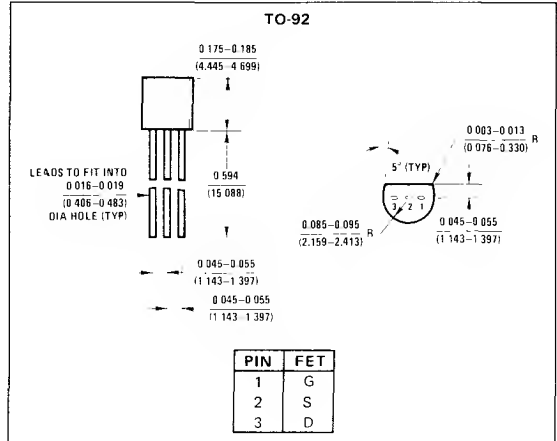 TO-92
0.175–0.185
(4.445–4.699)
LEADS TO FIT INTO
0.016–0.019
(0.406–0.483)
DIA HOLE (TYP)
0.594
(15.088)
0.045–0.055
(1.143–1.397)
0.045–0.055
(1.143–1.397)
5° (TYP)
0.003–0.013 R
(0.076–0.330)
3 2 1
0.085–0.095 R
(2.159–2.413)
0.045–0.055
(1.143–1.397)
PIN FET
1 G
2 S
3 D